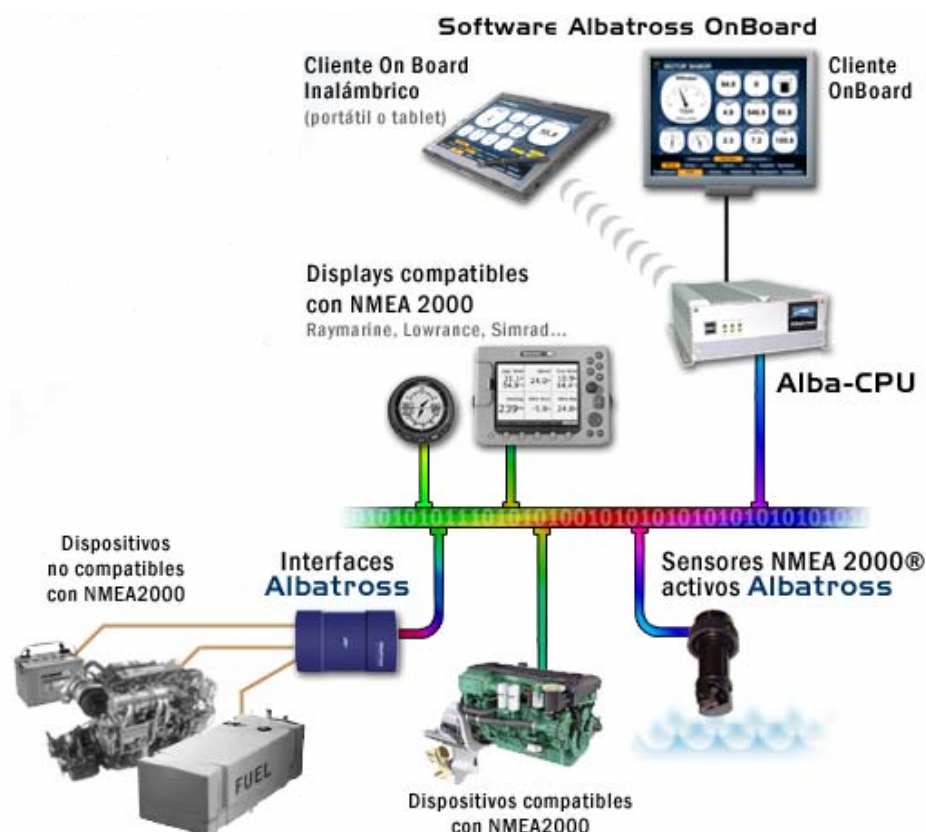 Software Albatross OnBoard
Cliente On Board
Inalámbrico
(portátil o tablet)
Cliente
OnBoard
Displays compatibles
con NMEA 2000
Raymarine, Lowrance, Simrad...
Alba-CPU
Dispositivos
no compatibles
con NMEA2000
Interfaces
Albatross
Sensores NMEA 2000®
activos Albatross
FUEL
Dispositivos compatibles
con NMEA2000